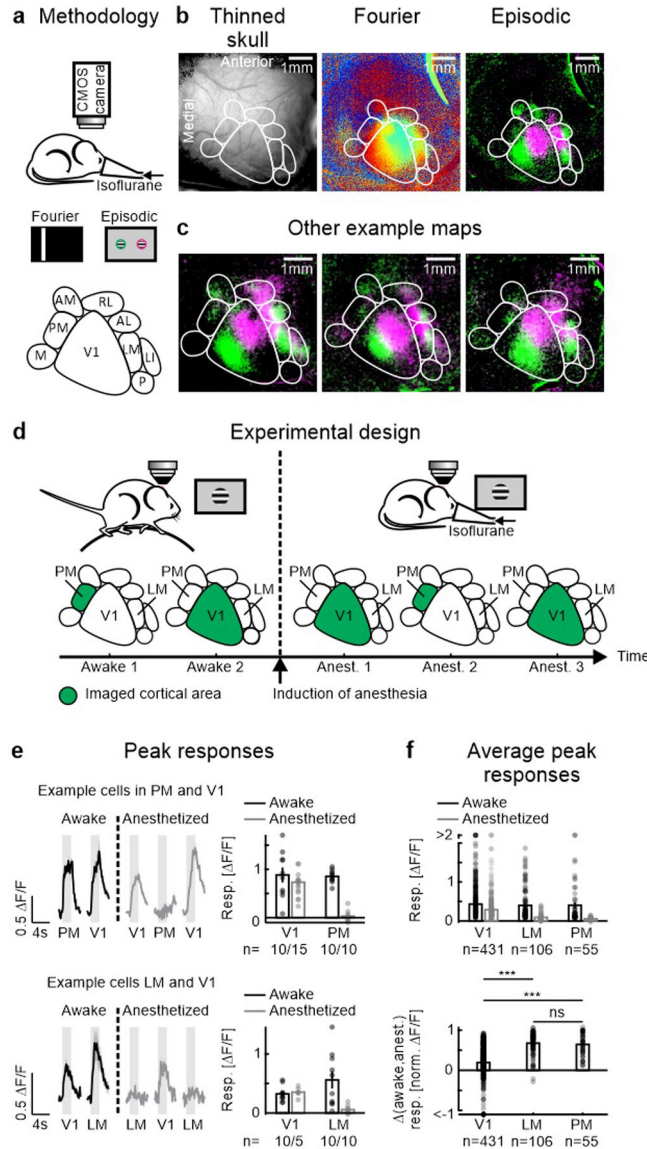 a Methodology
CMOS camera
Isoflurane
Fourier Episodic
AM RL
PM AL
M V1 LM LI
P
b Thinned skull Fourier Episodic
Anterior
Medial
1mm 1mm 1mm
c Other example maps
1mm 1mm 1mm
d Experimental design
Isoflurane
PM LM PM LM
V1 V1 V1 V1 V1
Time
Awake 1 Awake 2 Anest. 1 Anest. 2 Anest. 3
Imaged cortical area Induction of anesthesia
e Peak responses
Example cells in PM and V1
Awake Anesthetized
0.5 ΔF/F
4s PM V1 V1 PM V1
Awake
Anesthetized
Resp. [ΔF/F]
1
0
V1 PM
n= 10/15 10/10
Example cells LM and V1
Awake Anesthetized
0.5 ΔF/F
4s V1 LM LM V1 LM
Awake
Anesthetized
Resp. [ΔF/F]
1
0
V1 LM
n= 10/5 10/10
f Average peak responses
Awake
Anesthetized
>2
Resp. [ΔF/F]
1
0
V1 LM PM
n=431 n=106 n=55
***
***
ns
Δ(awake,anest.)
resp. [norm. ΔF/F]
1
0
<-1
V1 LM PM
n=431 n=106 n=55